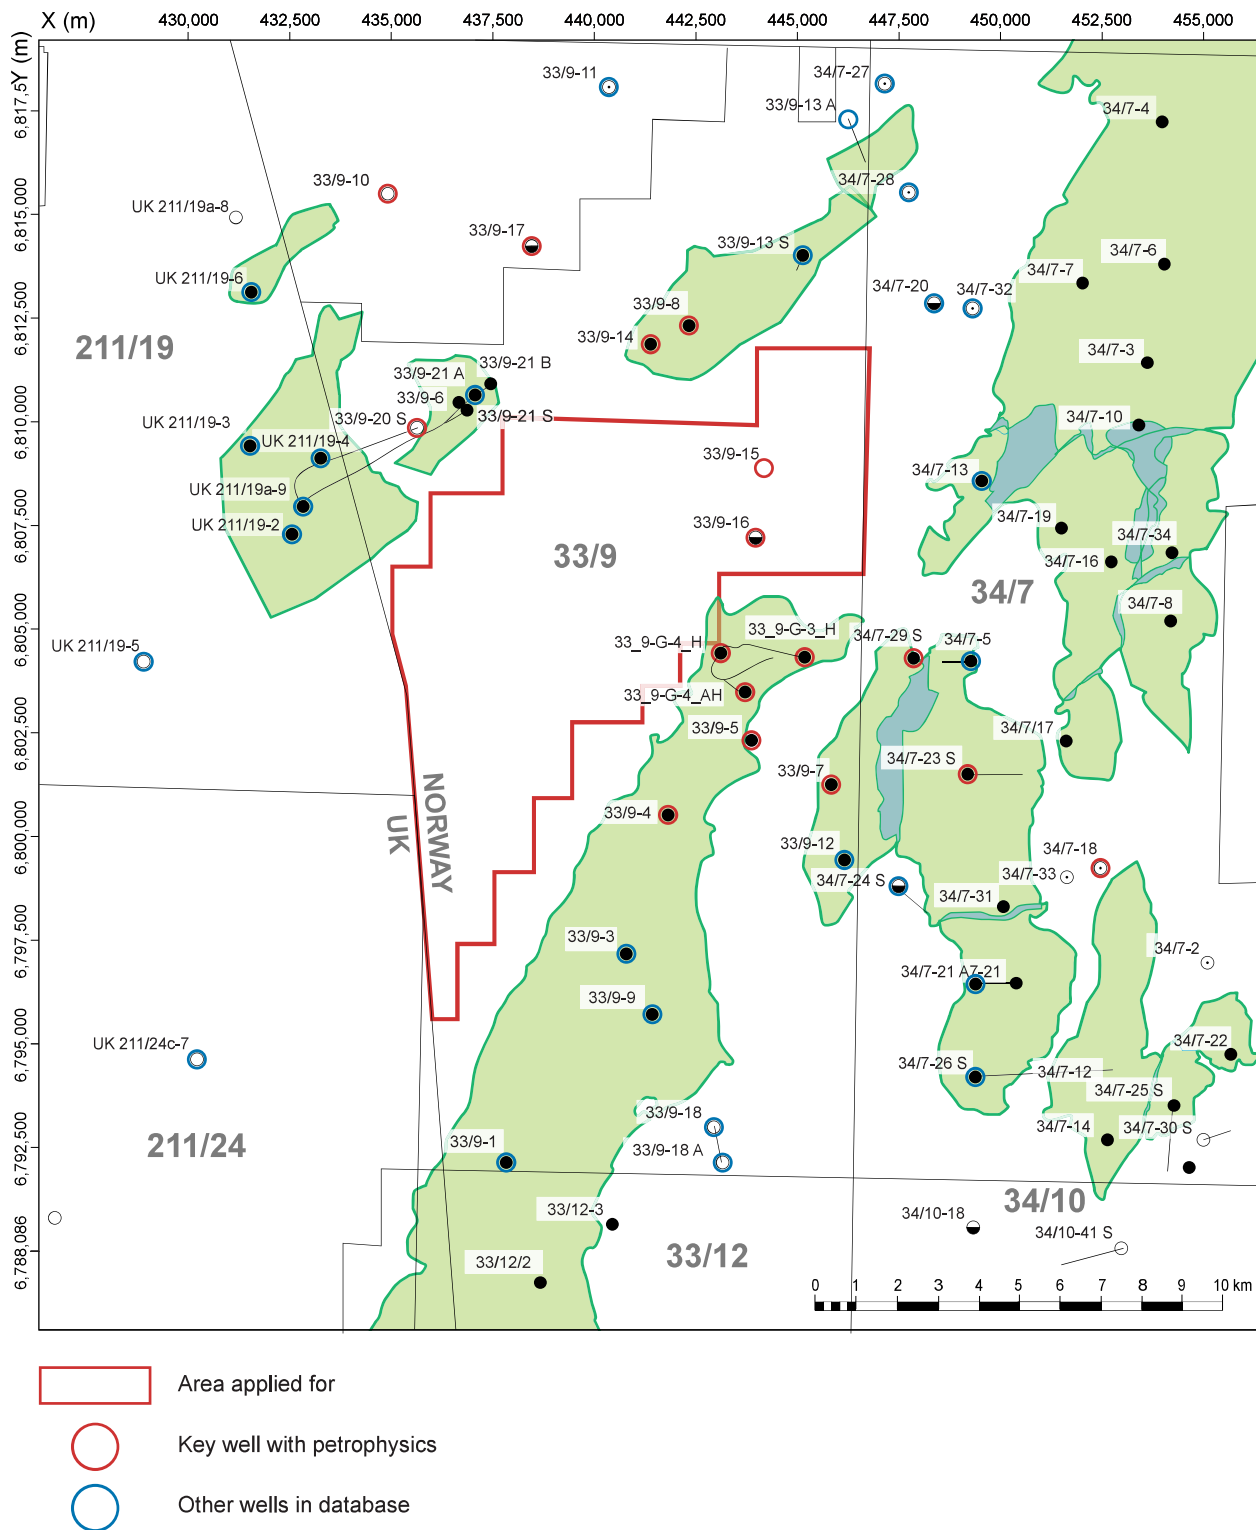 X (m)
430,000
432,500
435,000
437,500
440,000
442,500
445,000
447,500
450,000
452,500
455,000
Y (m)
6,817,5
6,815,000
6,812,500
6,810,000
6,807,500
6,805,000
6,802,500
6,800,000
6,797,500
6,795,000
6,792,500
6,788,086
33/9-11
34/7-27
33/9-13 A
34/7-4
33/9-10
34/7-28
UK 211/19a-8
33/9-17
33/9-13 S
34/7-6
34/7-7
UK 211/19-6
34/7-20
34/7-32
33/9-8
33/9-14
211/19
33/9-21 B
33/9-21 A
34/7-3
33/9-6
33/9-21 S
33/9-20 S
UK 211/19-3
34/7-10
UK 211/19-4
33/9-15
34/7-13
UK 211/19a-9
UK 211/19-2
33/9-16
34/7-19
34/7-34
33/9
34/7-16
34/7
34/7-8
33_9-G-4_H
33_9-G-3_H
34/7-29 S
34/7-5
UK 211/19-5
33_9-G-4_AH
33/9-5
34/7/17
34/7-23 S
33/9-7
NORWAY
UK
33/9-4
33/9-12
34/7-18
34/7-33
34/7-24 S
34/7-31
33/9-3
34/7-2
34/7-21 A
7-21
33/9-9
UK 211/24c-7
34/7-22
34/7-26 S
34/7-12
34/7-25 S
33/9-18
34/7-14
34/7-30 S
211/24
33/9-1
33/9-18 A
34/10
33/12-3
34/10-18
34/10-41 S
33/12
33/12/2
0 1 2 3 4 5 6 7 8 9 10 km
Area applied for
Key well with petrophysics
Other wells in database